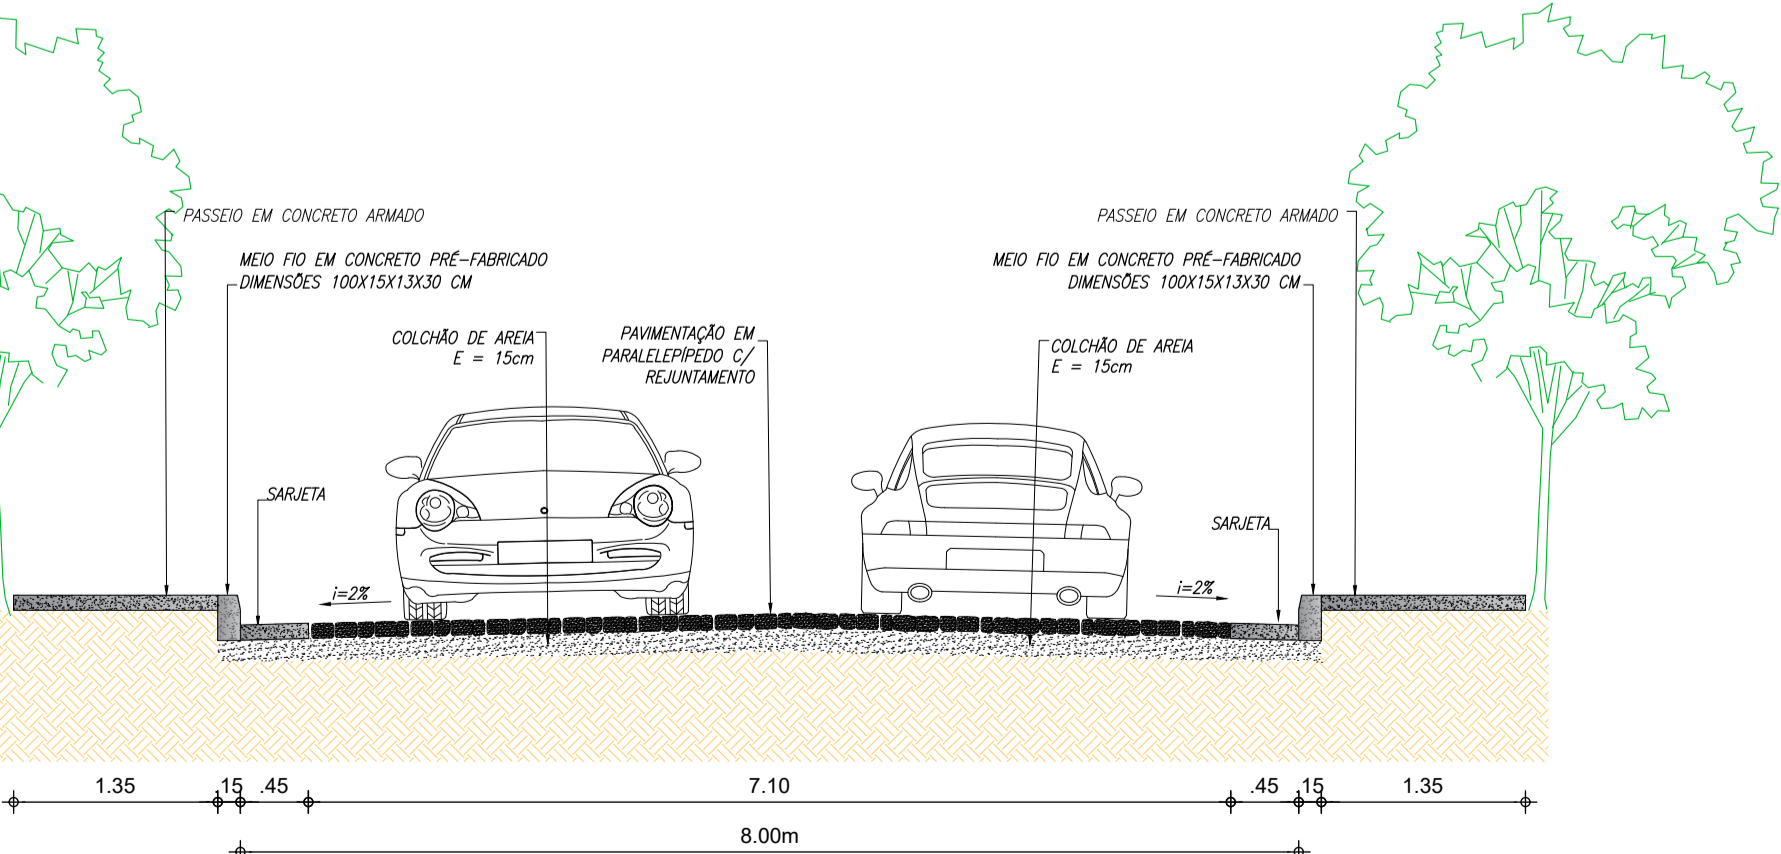 PASSEIO EM CONCRETO ARMADO
PASSEIO EM CONCRETO ARMADO
MEIO FIO EM CONCRETO PRÉ-FABRICADO
DIMENSÕES 100X15X13X30 CM
MEIO FIO EM CONCRETO PRÉ-FABRICADO
DIMENSÕES 100X15X13X30 CM
COLCHÃO DE AREIA
E = 15cm
PAVIMENTAÇÃO EM
PARALELEPÍPEDO C/
REJUNTAMENTO
COLCHÃO DE AREIA
E = 15cm
SARJETA
SARJETA
i=2%
i=2%
1.35
.15
.45
7.10
.45
.15
1.35
8.00m